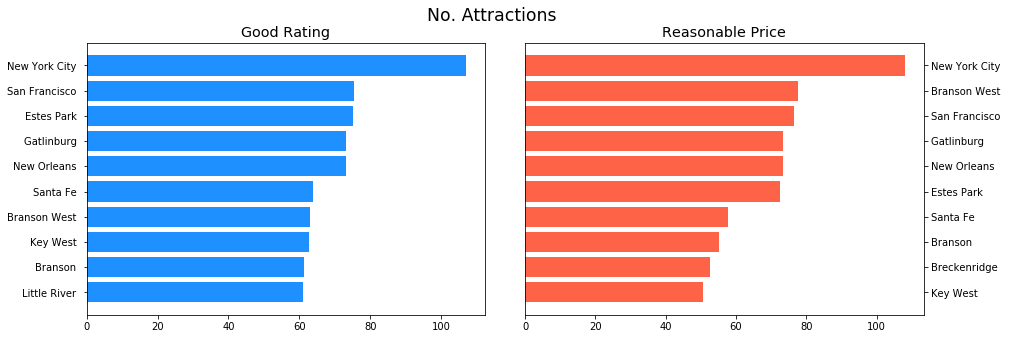 No. Attractions
Good Rating
New York City
San Francisco
Estes Park
Gatlinburg
New Orleans
Santa Fe
Branson West
Key West
Branson
Little River
0 20 40 60 80 100
Reasonable Price
New York City
Branson West
San Francisco
Gatlinburg
New Orleans
Estes Park
Santa Fe
Branson
Breckenridge
Key West
0 20 40 60 80 100